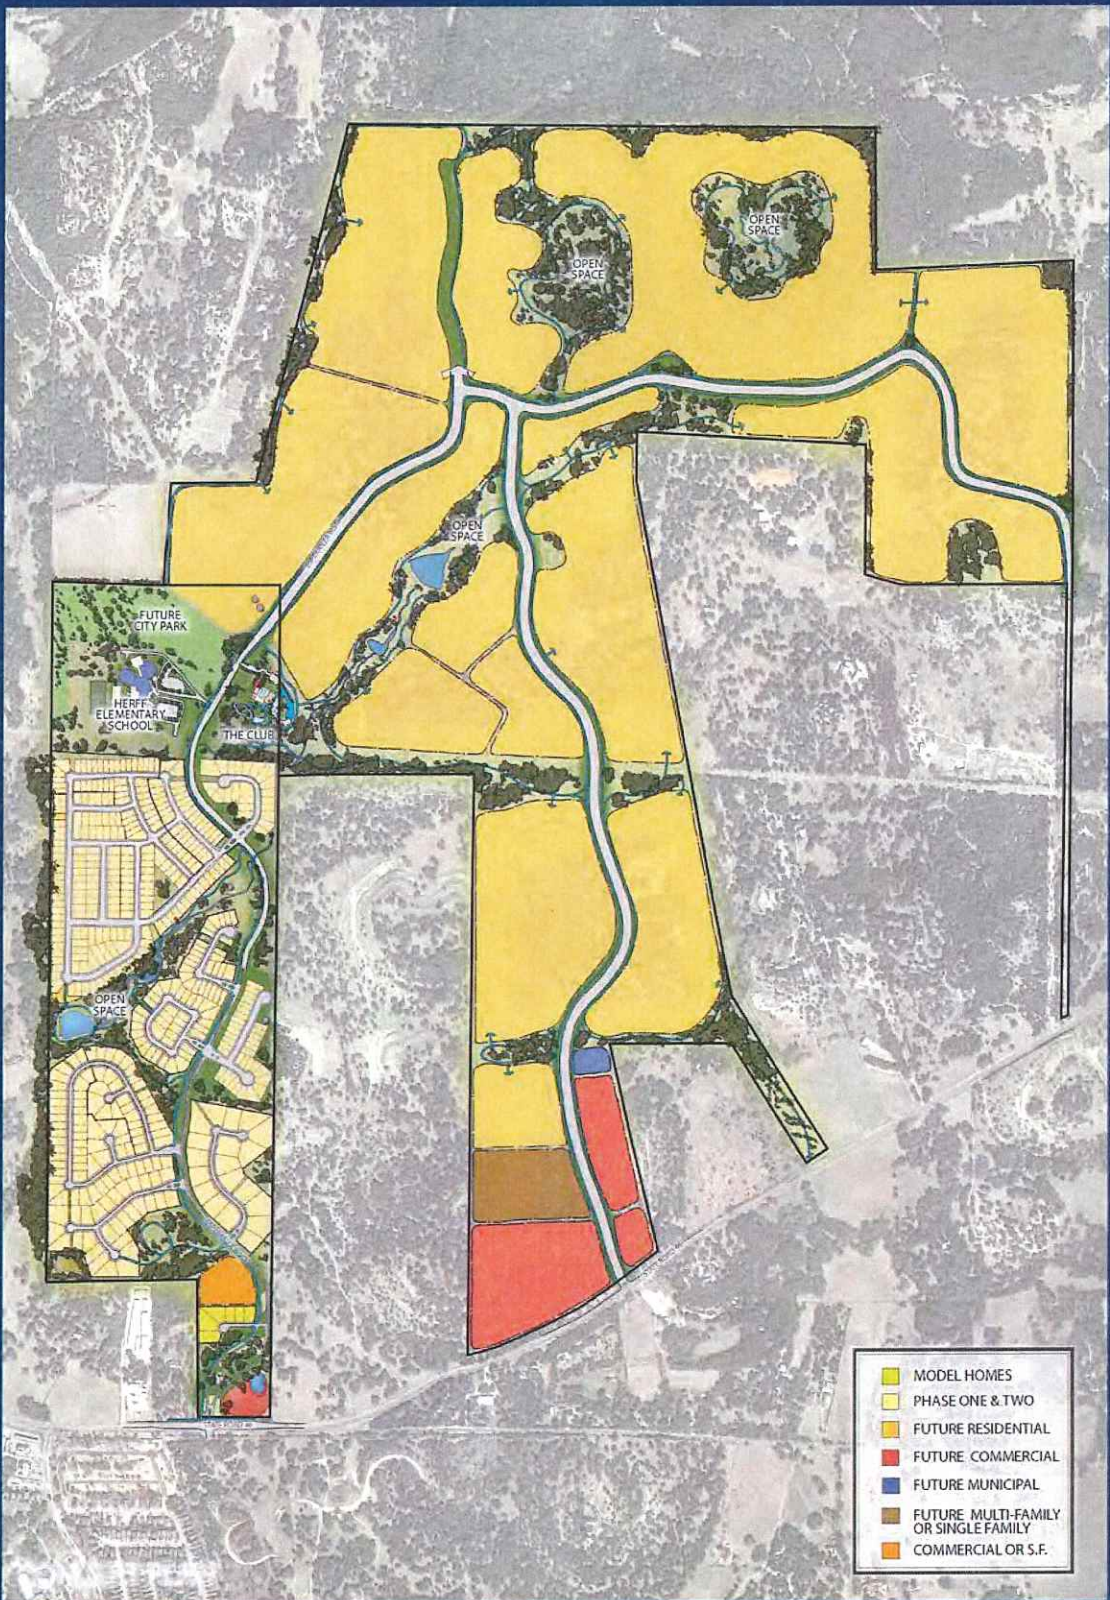 OPEN
SPACE
OPEN
SPACE
OPEN
SPACE
FUTURE
CITY PARK
HERFF
ELEMENTARY
SCHOOL
THE CLUB
OPEN
SPACE
MODEL HOMES
PHASE ONE & TWO
FUTURE RESIDENTIAL
FUTURE COMMERCIAL
FUTURE MUNICIPAL
FUTURE MULTI-FAMILY
OR SINGLE FAMILY
COMMERCIAL OR S.F.